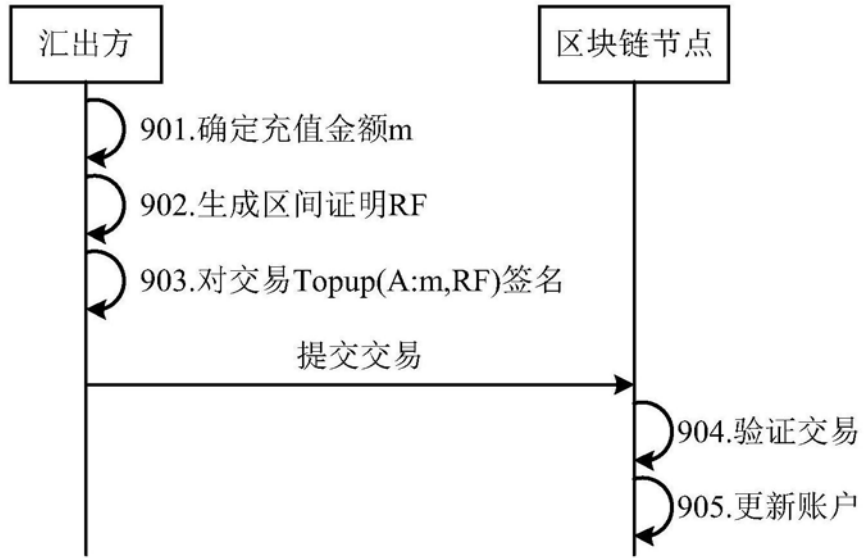 汇出方
区块链节点
901.确定充值金额m
902.生成区间证明RF
903.对交易Topup(A:m,RF)签名
提交交易
904.验证交易
905.更新账户